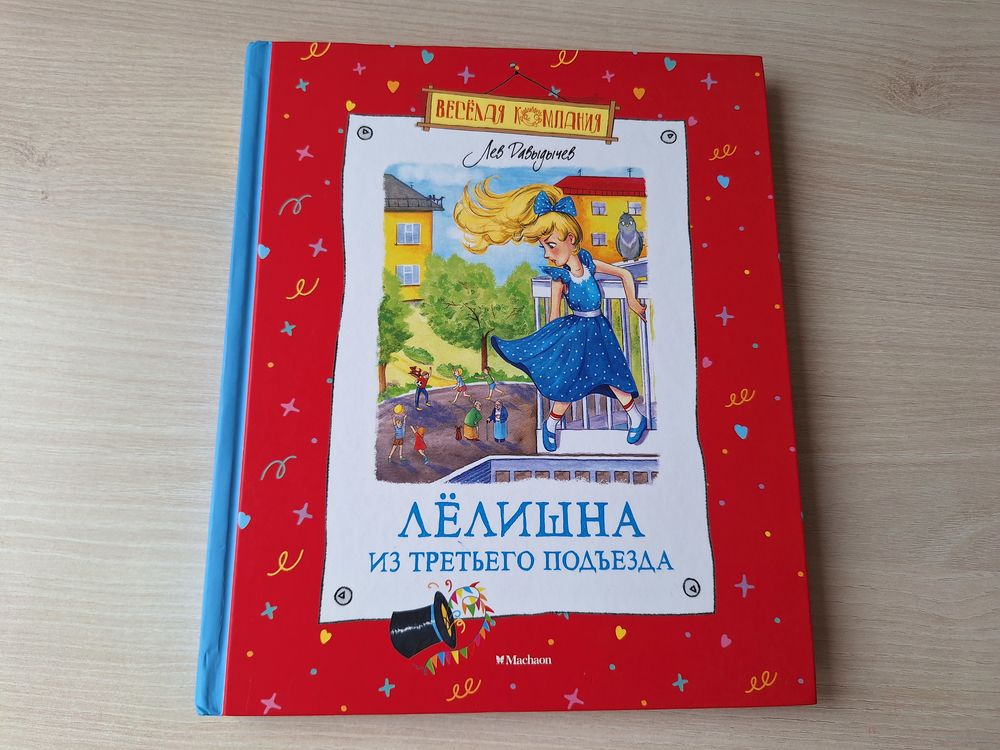 ВЕСЁЛАЯ КОМПАНИЯ
Лев Давыдычев
ЛЁЛИШНА
ИЗ ТРЕТЬЕГО ПОДЪЕЗДА
Machaon